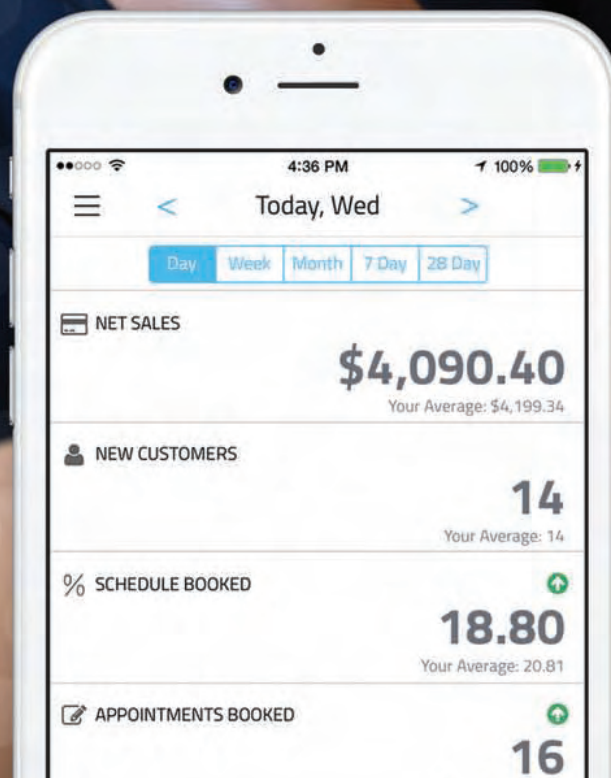 4:36 PM 100%
Today, Wed
Day Week Month 7 Day 28 Day
NET SALES
$4,090.40
Your Average: $4,199.34
NEW CUSTOMERS
14
Your Average: 14
% SCHEDULE BOOKED
18.80
Your Average: 20.81
APPOINTMENTS BOOKED
16